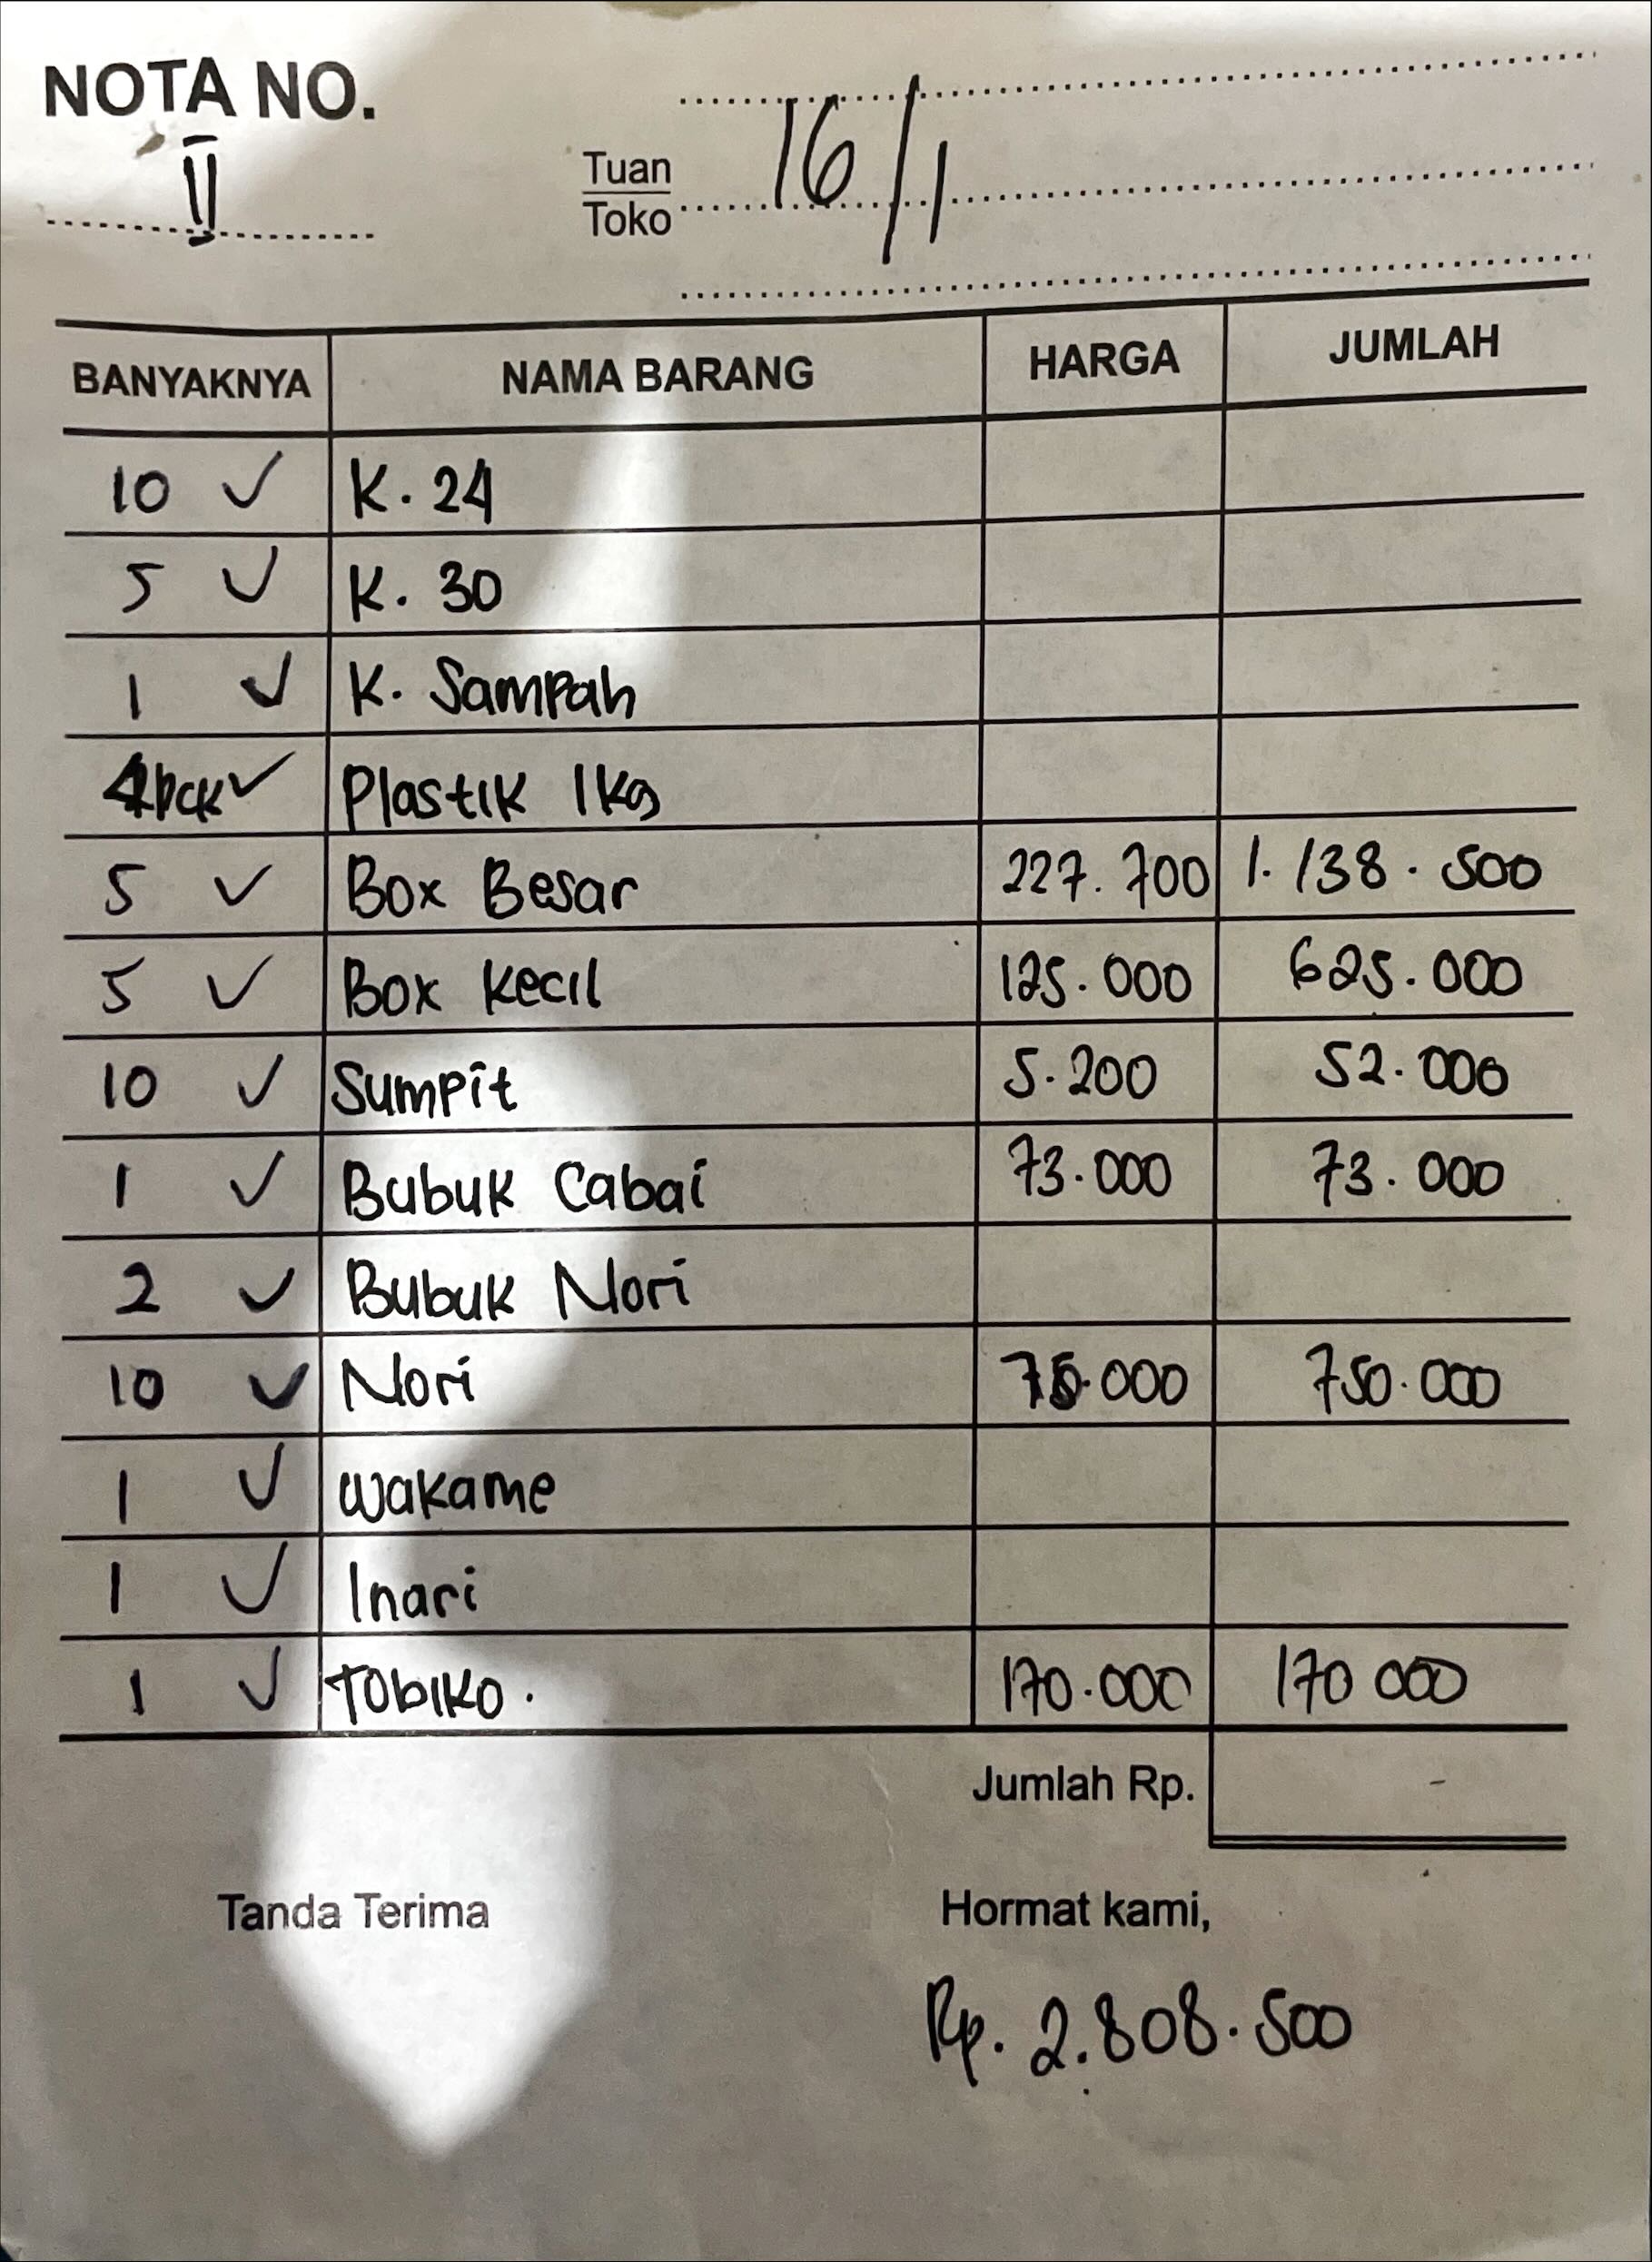 NOTA NO.
II
16/1
Tuan
Toko
BANYAKNYA NAMA BARANG HARGA JUMLAH
10 ✓ K. 24
5 ✓ K. 30
1 ✓ K. Sampah
4 pck ✓ Plastik 1 kg
5 ✓ Box Besar 227.700 1.138.500
5 ✓ Box Kecil 125.000 625.000
10 ✓ Sumpit 5.200 52.000
1 ✓ Bubuk Cabai 73.000 73.000
2 ✓ Bubuk Nori
10 ✓ Nori 75.000 750.000
1 ✓ Wakame
1 ✓ Inari
1 ✓ Tobiko. 170.000 170 000
Jumlah Rp. -
Tanda Terima Hormat kami,
Rp. 2.808.500